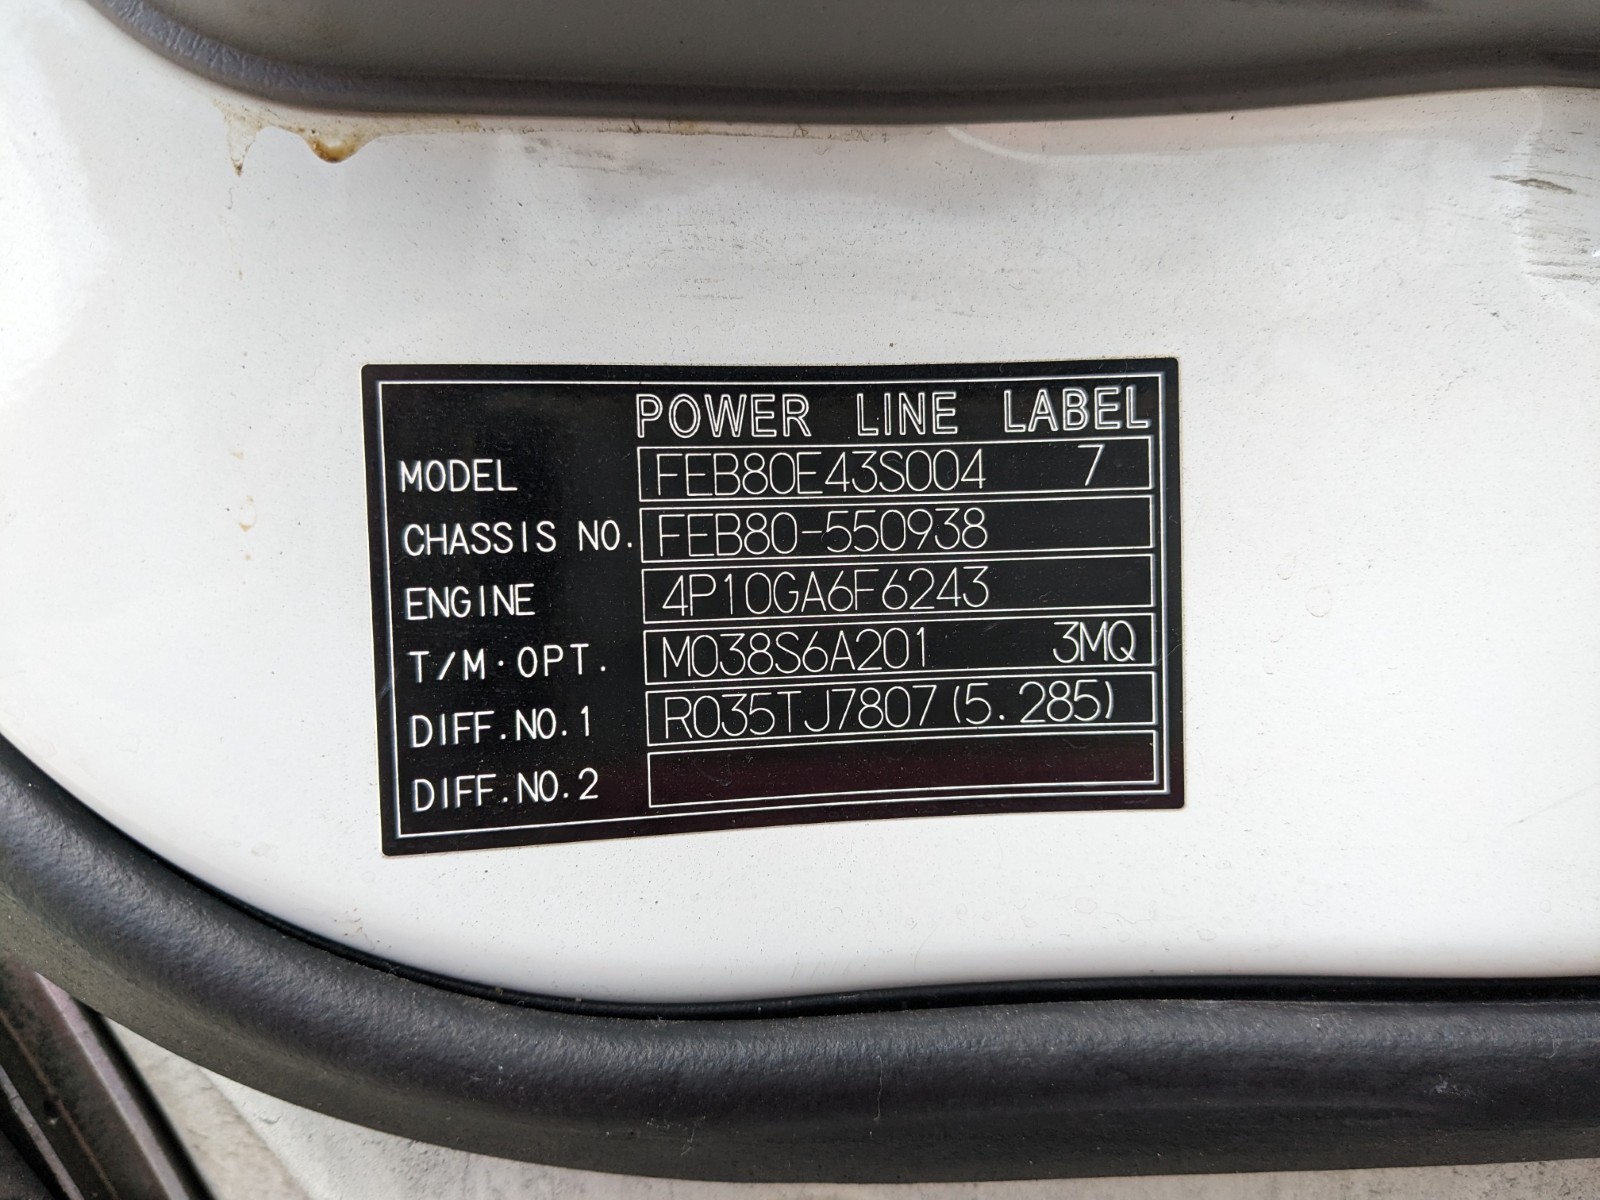 POWER LINE LABEL
MODEL FEB80E43S004 7
CHASSIS NO. FEB80-550938
ENGINE 4P10GA6F6243
T/M·OPT. M038S6A201 3MQ
DIFF.NO.1 R035TJ7807(5.285)
DIFF.NO.2